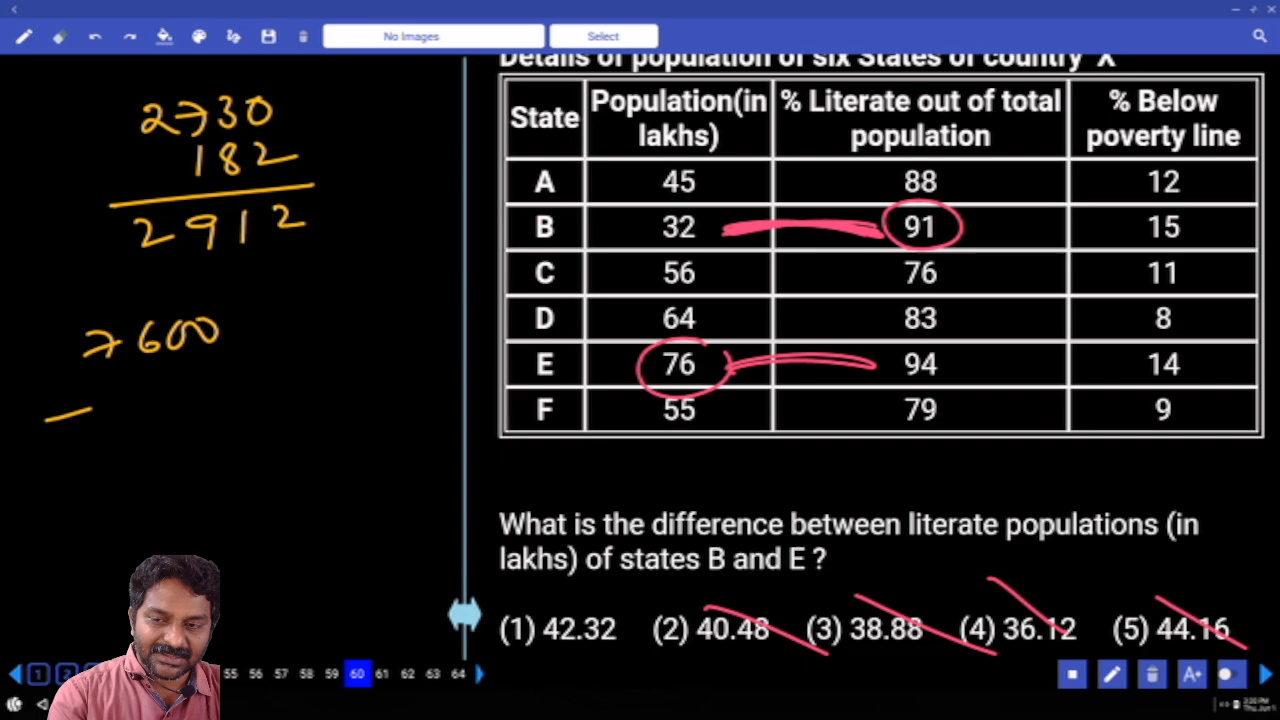 No Images
Select
Details of population of six States of country 'X'
State Population(in lakhs) % Literate out of total population % Below poverty line
A 45 88 12
B 32 91 15
C 56 76 11
D 64 83 8
E 76 94 14
F 55 79 9
2730
182
2912
7600
What is the difference between literate populations (in
lakhs) of states B and E ?
(1) 42.32 (2) 40.48 (3) 38.88 (4) 36.12 (5) 44.16
1 2 55 56 57 58 59 60 61 62 63 64
A+